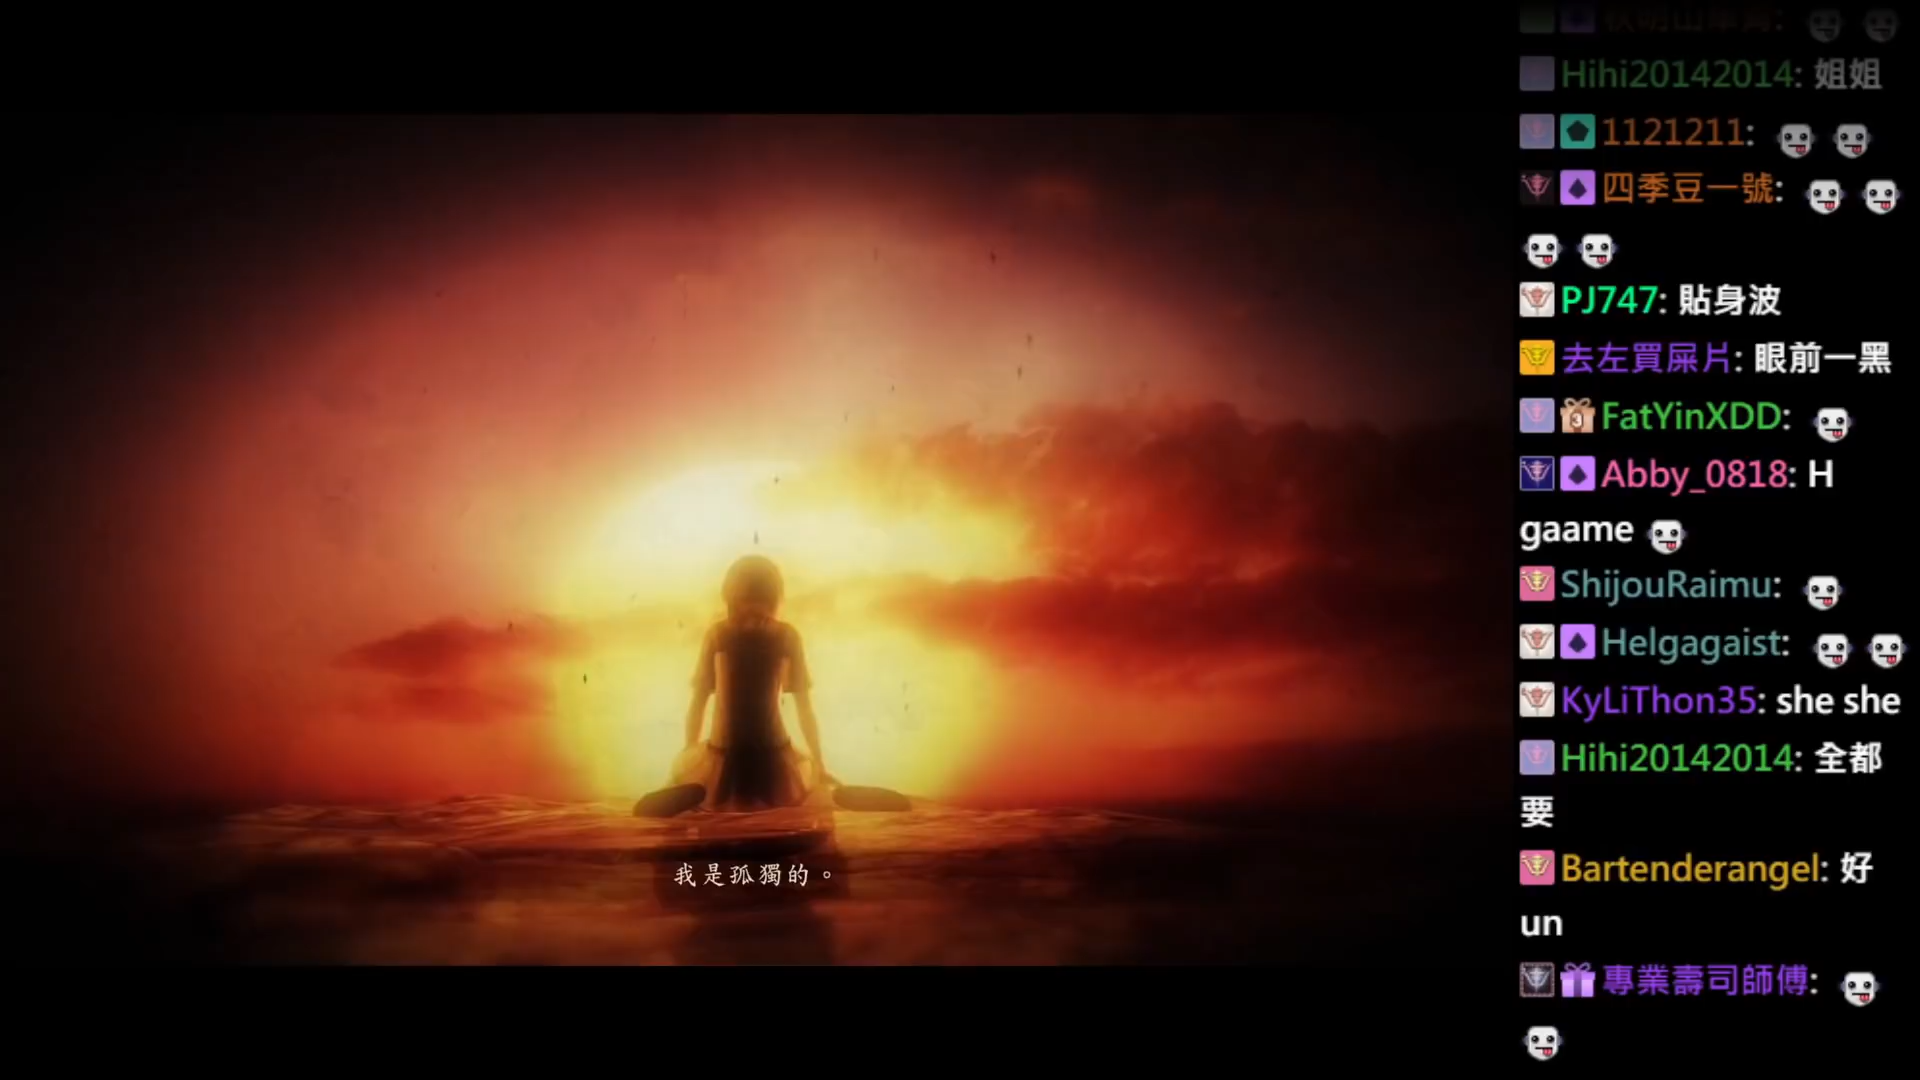 我是孤獨的。
Hihi20142014: 姐姐
1121211:
四季豆一號:
PJ747: 貼身波
去左買屎片: 眼前一黑
3 FatYinXDD:
Abby_0818: H
gaame
ShijouRaimu:
Helgagaist:
KyLiThon35: she she
Hihi20142014: 全都
要
Bartenderangel: 好
un
專業壽司師傅: